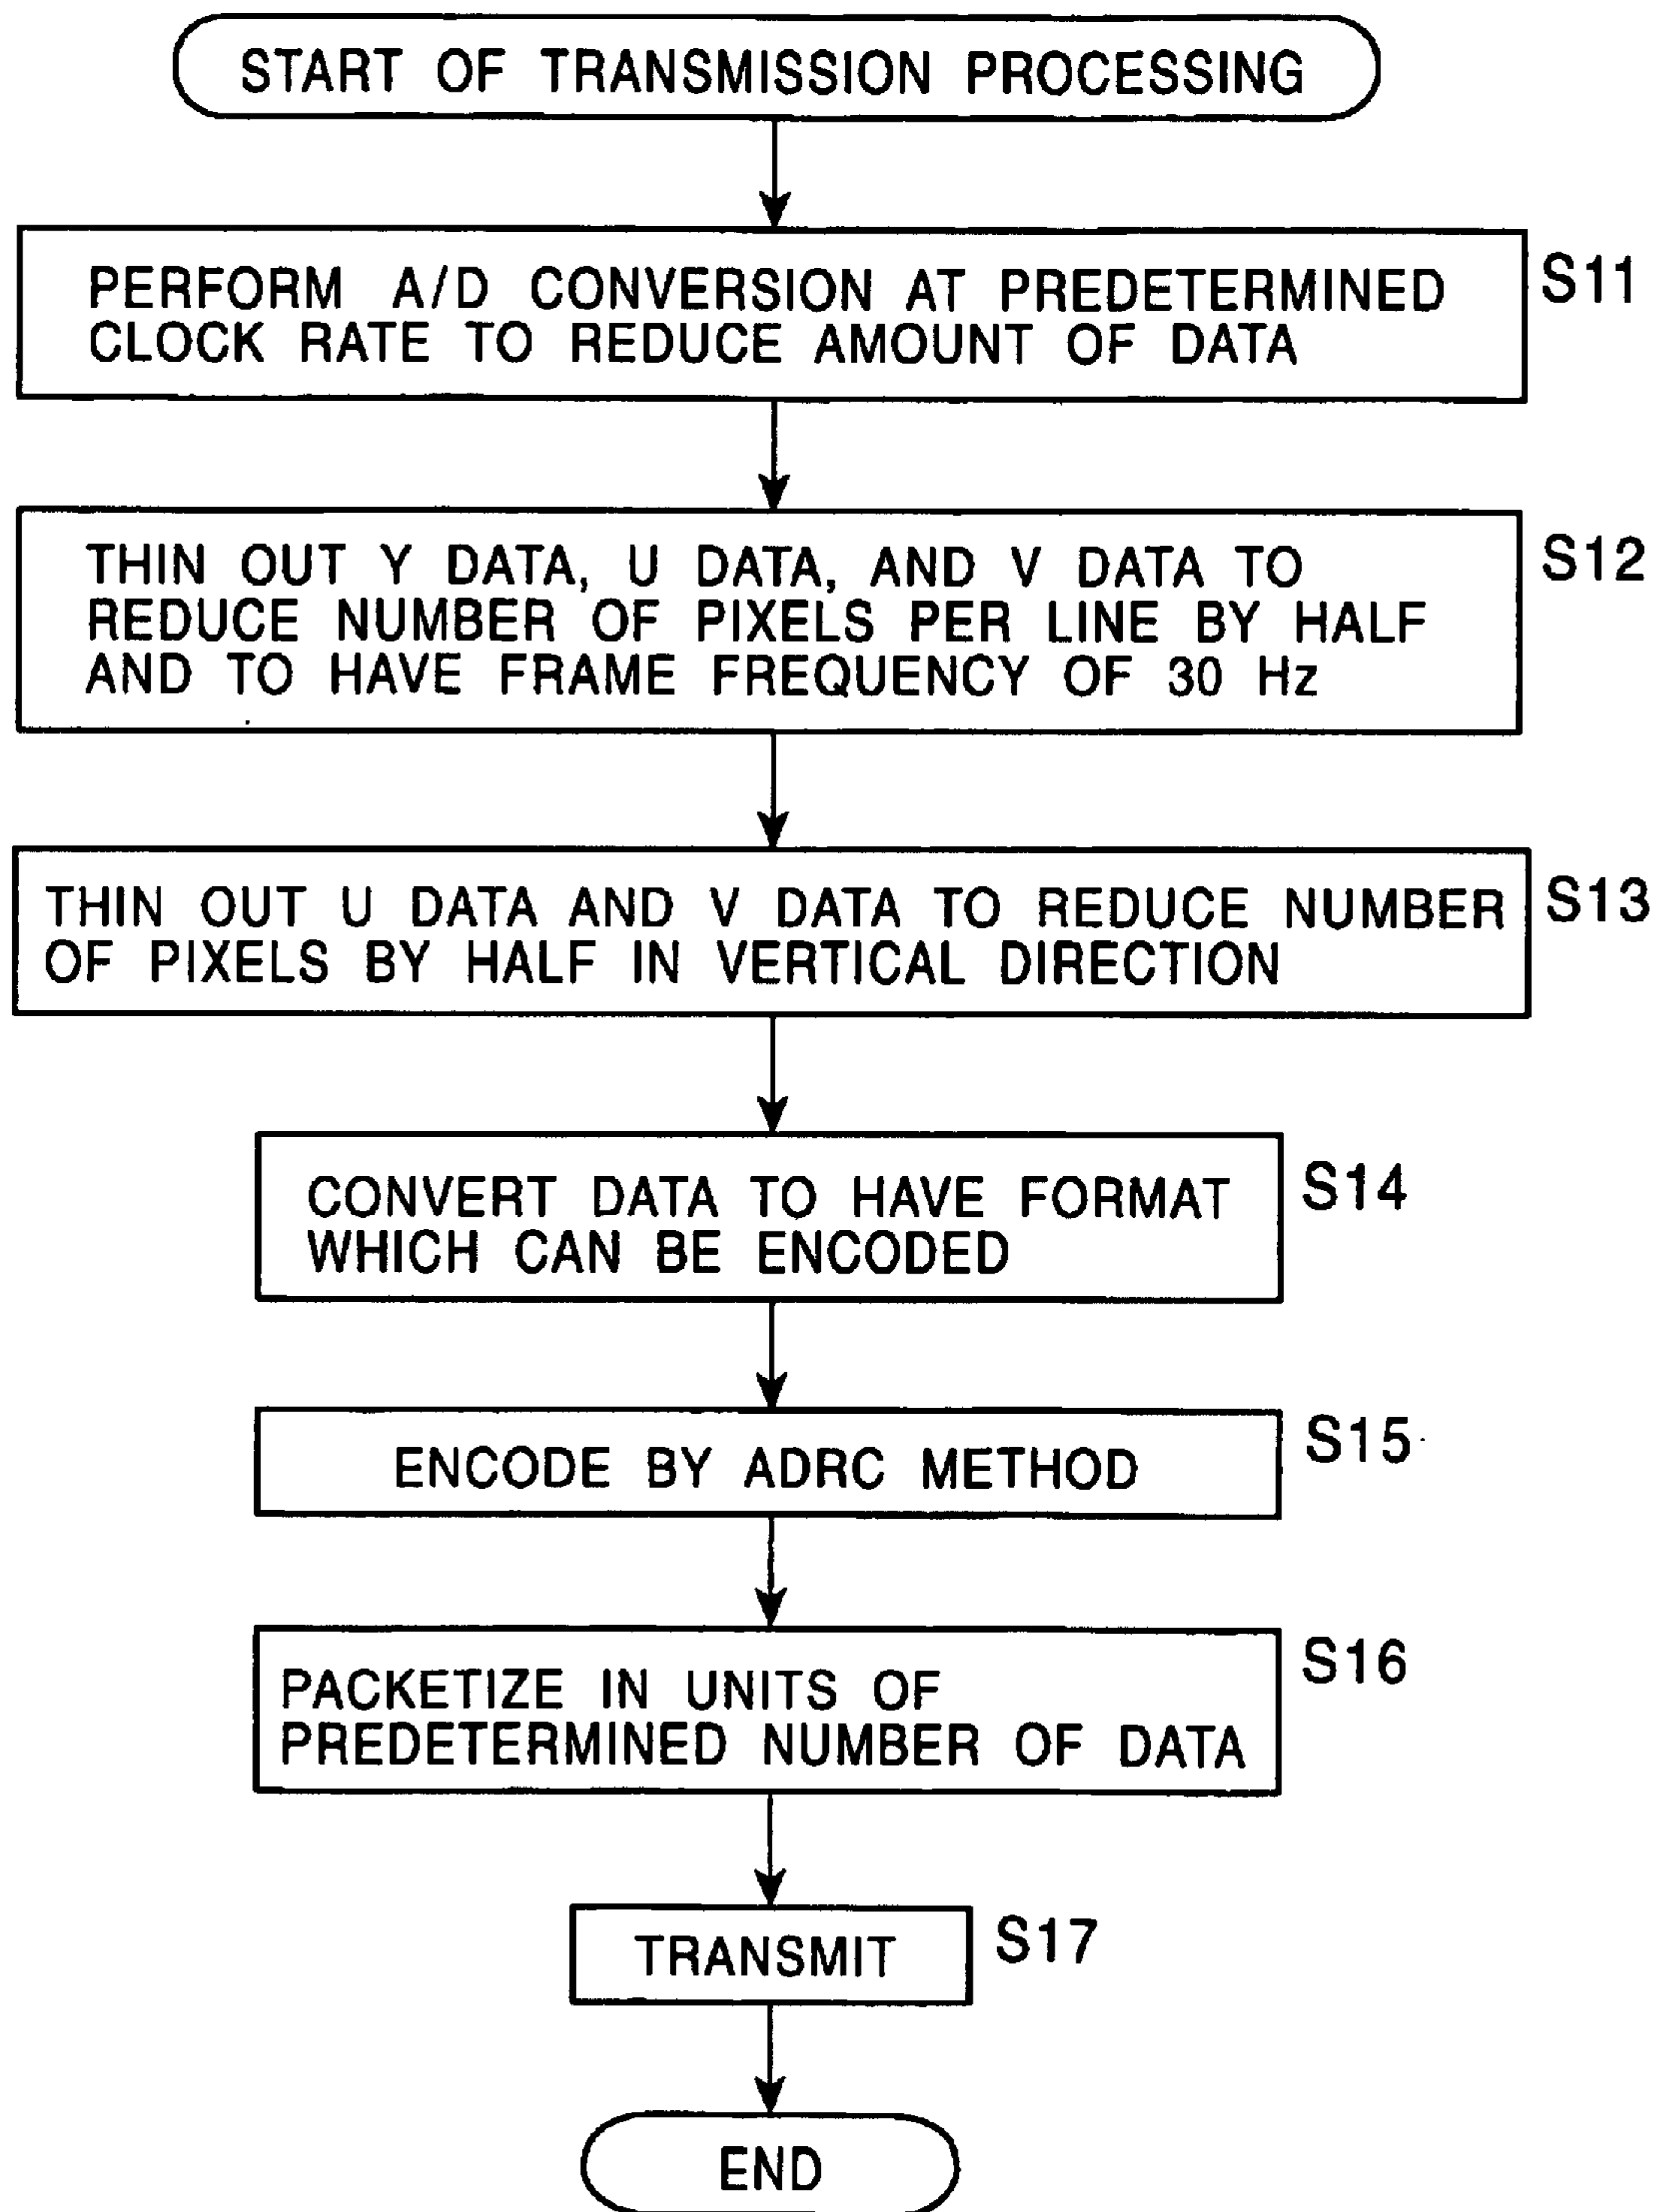 START OF TRANSMISSION PROCESSING
PERFORM A/D CONVERSION AT PREDETERMINED
CLOCK RATE TO REDUCE AMOUNT OF DATA
S11
THIN OUT Y DATA, U DATA, AND V DATA TO
REDUCE NUMBER OF PIXELS PER LINE BY HALF
AND TO HAVE FRAME FREQUENCY OF 30 Hz
S12
THIN OUT U DATA AND V DATA TO REDUCE NUMBER
OF PIXELS BY HALF IN VERTICAL DIRECTION
S13
CONVERT DATA TO HAVE FORMAT
WHICH CAN BE ENCODED
S14
ENCODE BY ADRC METHOD
S15
PACKETIZE IN UNITS OF
PREDETERMINED NUMBER OF DATA
S16
TRANSMIT
S17
END